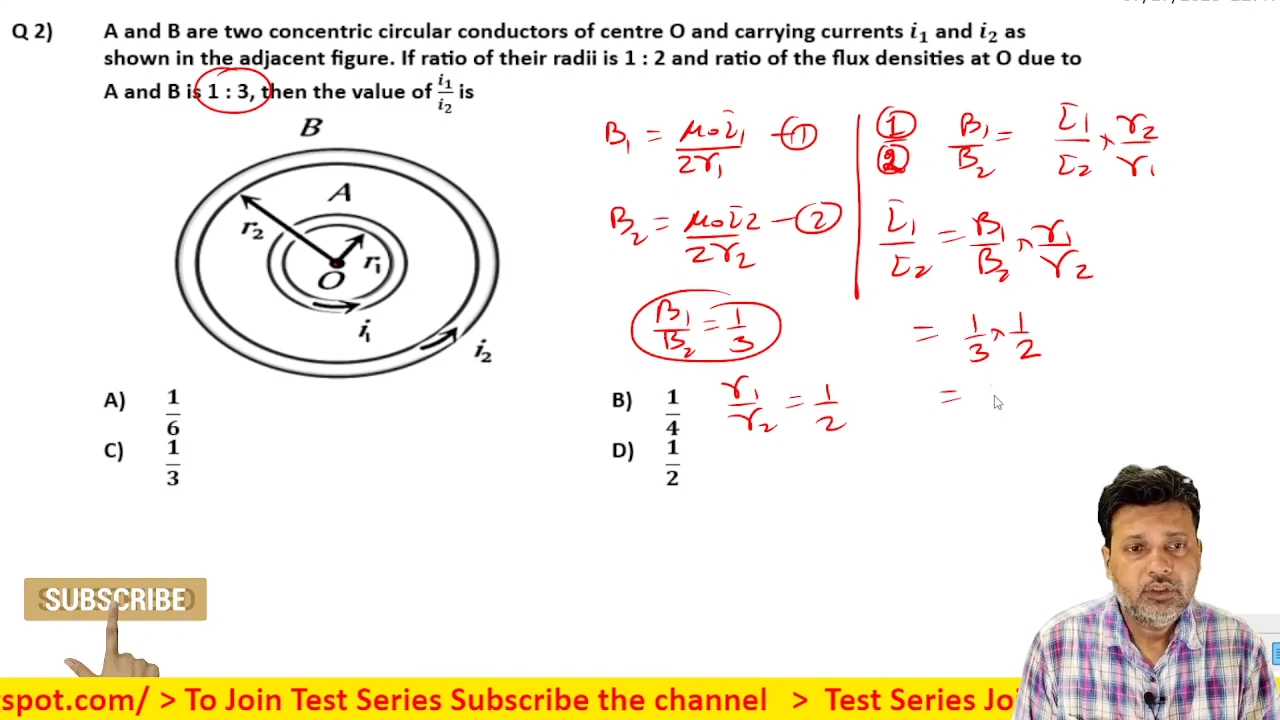 Q 2) A and B are two concentric circular conductors of centre O and carrying currents i₁ and i₂ as
shown in the adjacent figure. If ratio of their radii is 1 : 2 and ratio of the flux densities at O due to
A and B is 1 : 3, then the value of i₁/i₂ is
B
A
r₂
r₁
O
i₁
i₂
B₁ = μ₀i₁/2r₁ —①
B₂ = μ₀i₂/2r₂ —②
B₁/B₂ = 1/3
r₁/r₂ = 1/2
①/② B₁/B₂ = I₁/I₂ × r₂/r₁
I₁/I₂ = B₁/B₂ × r₁/r₂
= 1/3 × 1/2
=
A) 1/6 B) 1/4
C) 1/3 D) 1/2
SUBSCRIBE
gspot.com/ > To Join Test Series Subscribe the channel > Test Series Joi